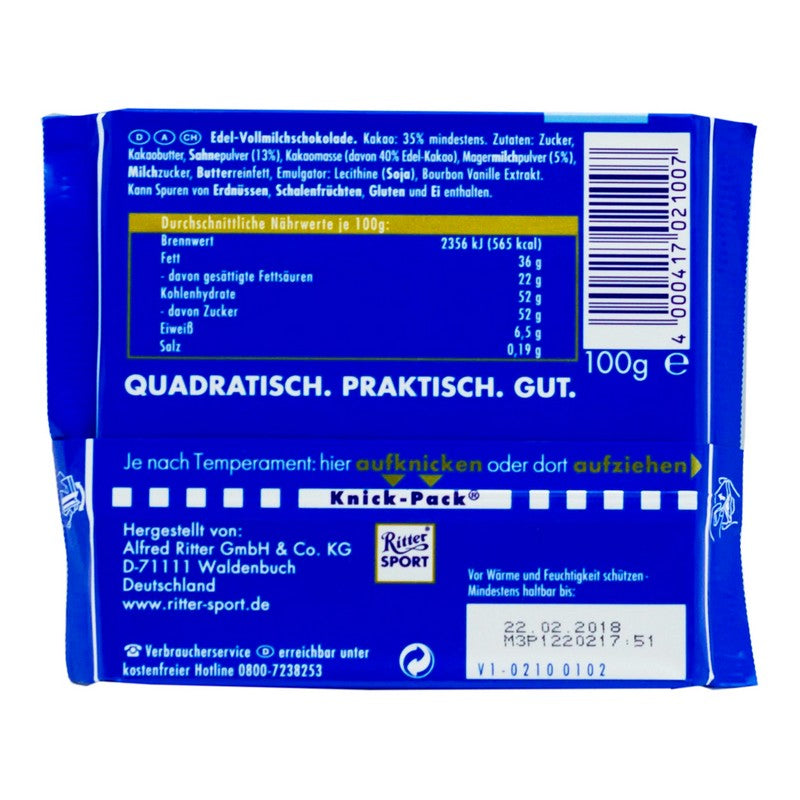 D A CH Edel-Vollmilchschokolade. Kakao: 35% mindestens. Zutaten: Zucker,
Kakaobutter, Sahnepulver (13%), Kakaomasse (davon 40% Edel-Kakao), Magermilchpulver (5%),
Milchzucker, Butterreinfett, Emulgator: Lecithine (Soja), Bourbon Vanille Extrakt.
Kann Spuren von Erdnüssen, Schalenfrüchten, Gluten und Ei enthalten.
Durchschnittliche Nährwerte je 100g:
Brennwert 2356 kJ (565 kcal)
Fett 36 g
- davon gesättigte Fettsäuren 22 g
Kohlenhydrate 52 g
- davon Zucker 52 g
Eiweiß 6,5 g
Salz 0,19 g
4 000417 021007
100g e
QUADRATISCH. PRAKTISCH. GUT.
Je nach Temperament: hier aufknicken oder dort aufziehen
Knick-Pack®
Hergestellt von:
Alfred Ritter GmbH & Co. KG
D-71111 Waldenbuch
Deutschland
www.ritter-sport.de
Ritter
SPORT
Verbraucherservice D erreichbar unter
kostenfreier Hotline 0800-7238253
Vor Wärme und Feuchtigkeit schützen -
Mindestens haltbar bis:
22.02.2018
M3P1220217:51
V1-0210 0102